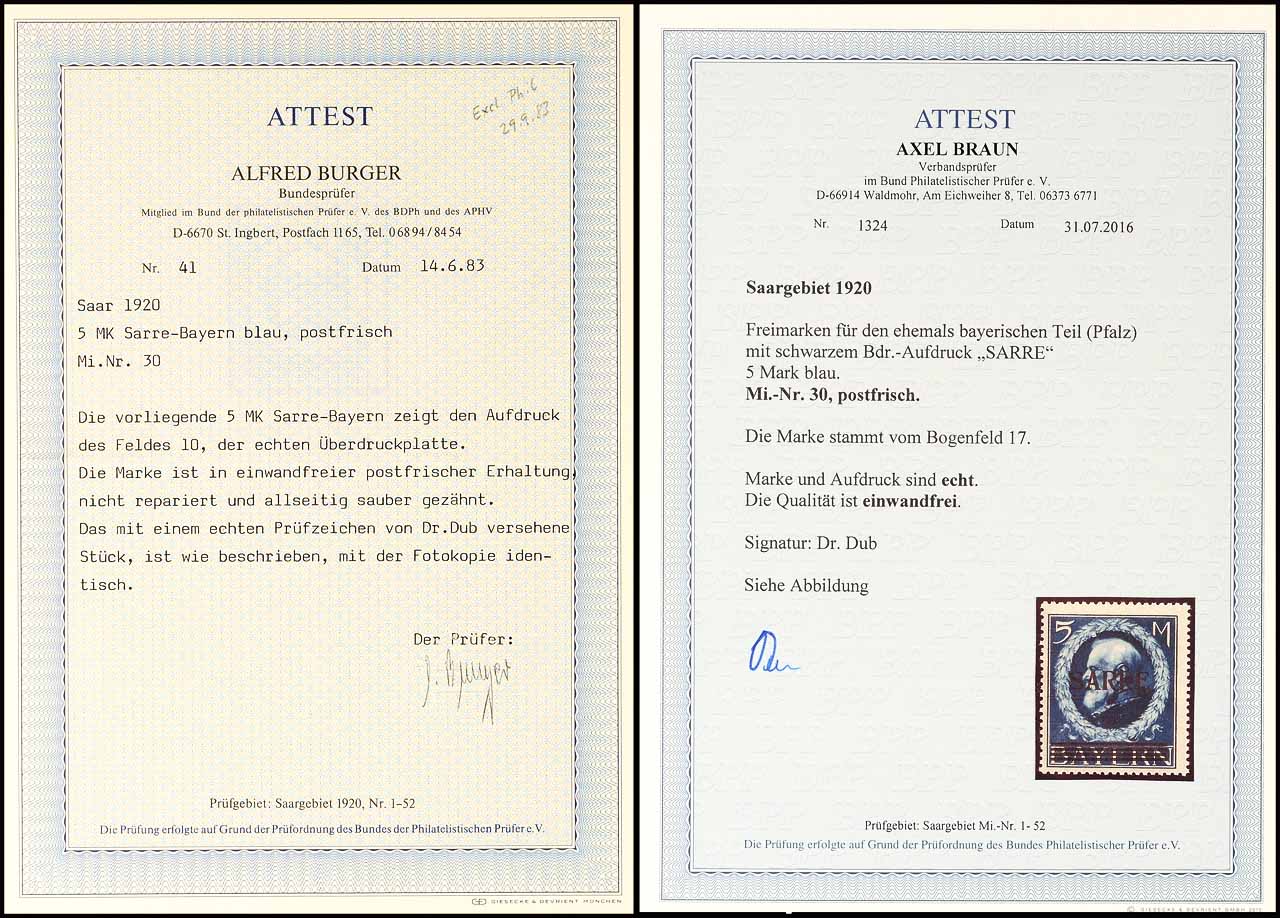 ATTEST
Excl Phil
29.9.83
ALFRED BURGER
Bundesprüfer
Mitglied im Bund der philatelistischen Prüfer e. V. des BDPh und des APHV
D-6670 St. Ingbert, Postfach 1165, Tel. 06894/8454
Nr. 41 Datum 14.6.83
Saar 1920
5 MK Sarre-Bayern blau, postfrisch
Mi.Nr. 30
Die vorliegende 5 MK Sarre-Bayern zeigt den Aufdruck
des Feldes 10, der echten Überdruckplatte.
Die Marke ist in einwandfreier postfrischer Erhaltung,
nicht repariert und allseitig sauber gezähnt.
Das mit einem echten Prüfzeichen von Dr.Dub versehene
Stück, ist wie beschrieben, mit der Fotokopie iden-
tisch.
Der Prüfer:
Prüfgebiet: Saargebiet 1920, Nr. 1-52
Die Prüfung erfolgte auf Grund der Prüfordnung des Bundes der Philatelistischen Prüfer e.V.
GIESECKE & DEVRIENT MÜNCHEN
ATTEST
AXEL BRAUN
Verbandsprüfer
im Bund Philatelistischer Prüfer e. V.
D-66914 Waldmohr, Am Eichweiher 8, Tel. 06373 6771
Nr. 1324 Datum 31.07.2016
Saargebiet 1920
Freimarken für den ehemals bayerischen Teil (Pfalz)
mit schwarzem Bdr.-Aufdruck „SARRE“
5 Mark blau.
Mi.-Nr. 30, postfrisch.
Die Marke stammt vom Bogenfeld 17.
Marke und Aufdruck sind echt.
Die Qualität ist einwandfrei.
Signatur: Dr. Dub
Siehe Abbildung
5 M
SARRE
BAYERN
Prüfgebiet: Saargebiet Mi.-Nr. 1- 52
Die Prüfung erfolgte auf Grund der Prüfordnung des Bundes Philatelistischer Prüfer e.V.